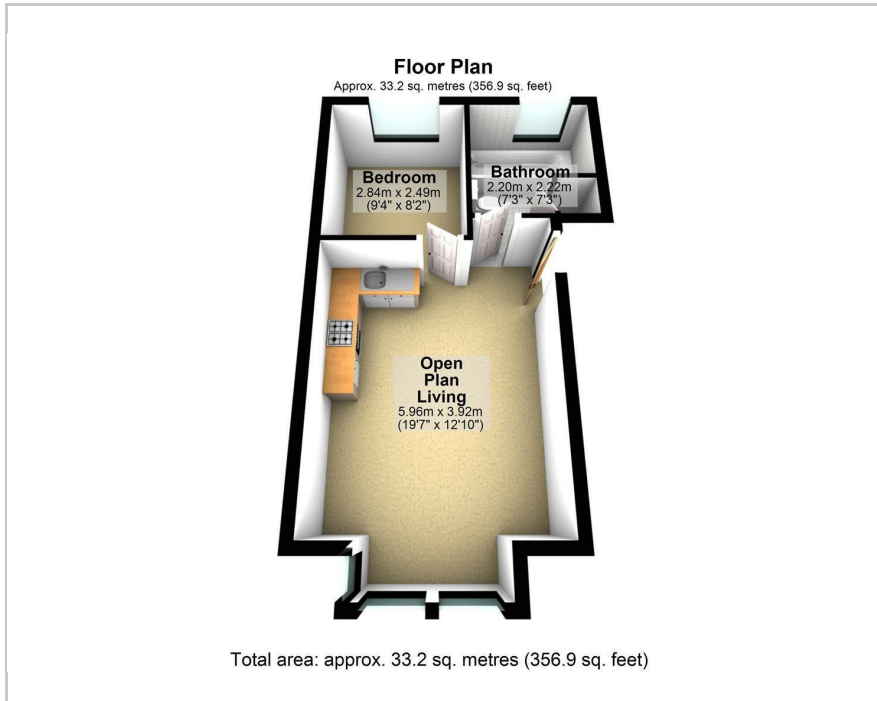 Floor Plan
Approx. 33.2 sq. metres (356.9 sq. feet)
Bedroom
2.84m x 2.49m
(9'4" x 8'2")
Bathroom
2.20m x 2.22m
(7'3" x 7'3")
Open
Plan
Living
5.96m x 3.92m
(19'7" x 12'10")
Total area: approx. 33.2 sq. metres (356.9 sq. feet)